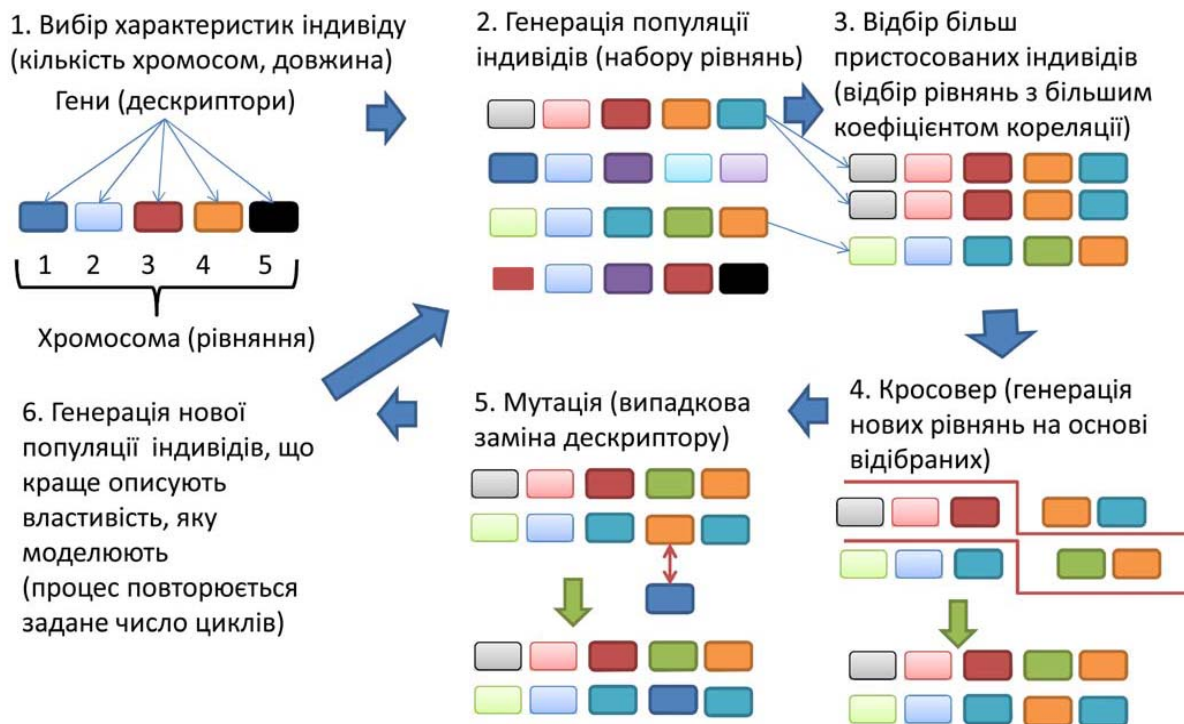 1. Вибір характеристик індивіду
(кількість хромосом, довжина)
Гени (дескриптори)
1 2 3 4 5
Хромосома (рівняння)
2. Генерація популяції
індивідів (набору рівнянь)
3. Відбір більш
пристосованих індивідів
(відбір рівнянь з більшим
коефіцієнтом кореляції)
4. Кросовер (генерація
нових рівнянь на основі
відібраних)
5. Мутація (випадкова
заміна дескриптору)
6. Генерація нової
популяції індивідів, що
краще описують
властивість, яку
моделюють
(процес повторюється
задане число циклів)